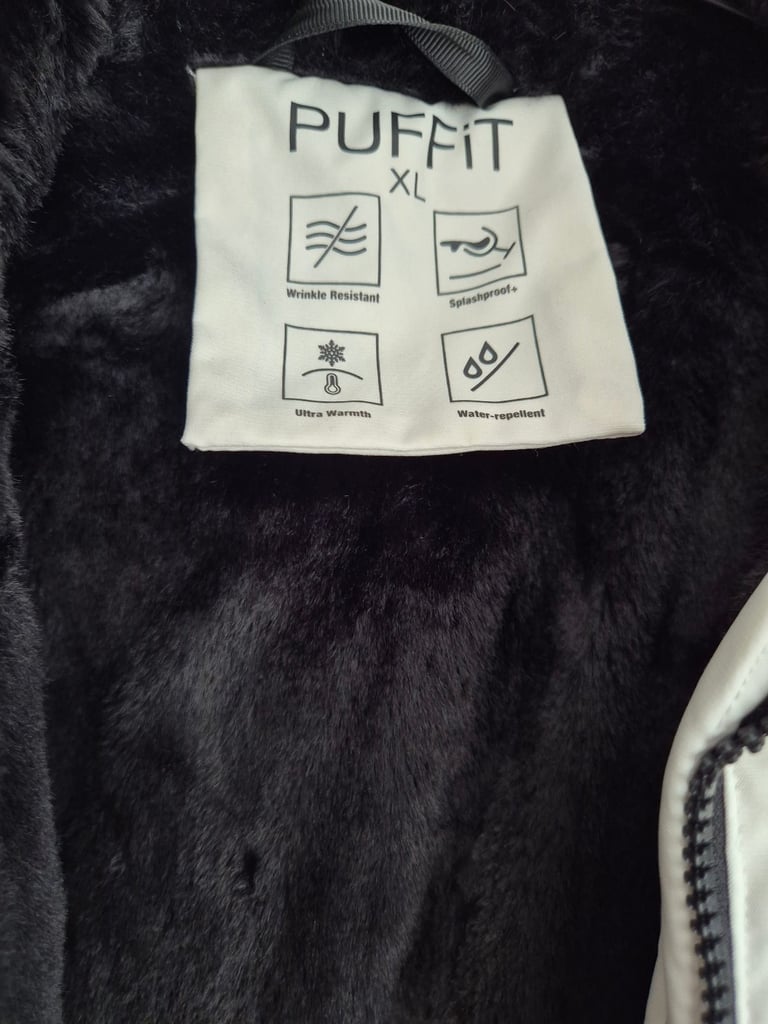 PUFFiT
XL
Wrinkle Resistant
Splashproof+
Ultra Warmth
Water-repellent